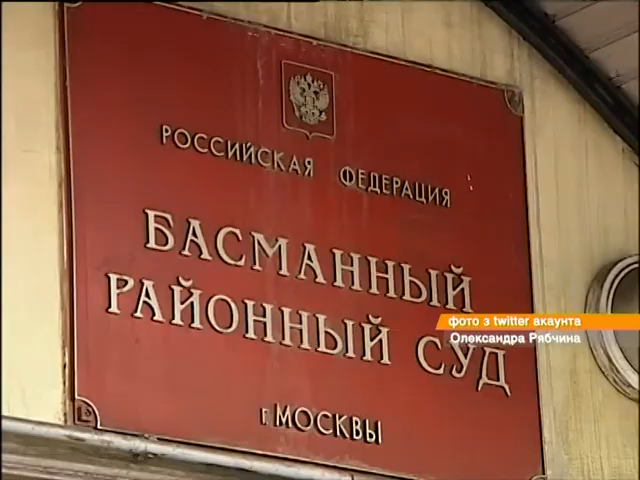 РОССИЙСКАЯ ФЕДЕРАЦИЯ
БАСМАННЫЙ
РАЙОННЫЙ СУД
г. МОСКВЫ
фото з twitter акаунта
Олександра Рябчина